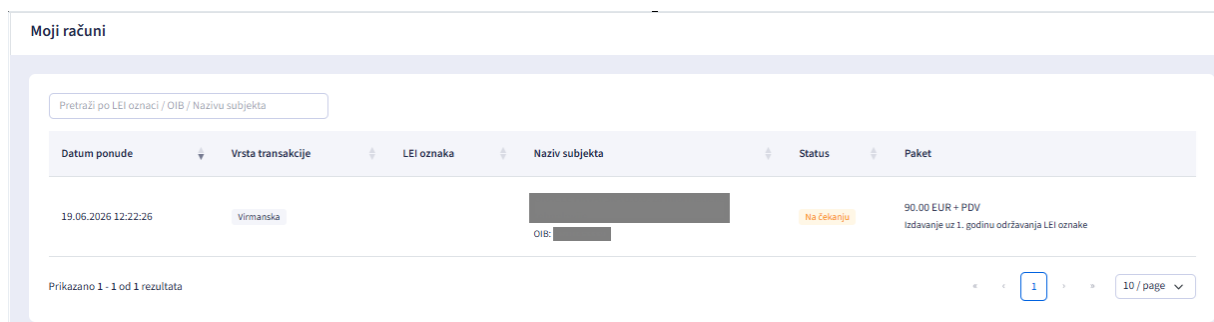 Moji računi
Pretraži po LEI oznaci / OIB / Nazivu subjekta
Datum ponude Vrsta transakcije LEI oznaka Naziv subjekta Status Paket
19.06.2026 12:22:26 Virmanska OIB: Na čekanju 90.00 EUR + PDV
Izdavanje uz 1. godinu održavanja LEI oznake
Prikazano 1 - 1 od 1 rezultata « ‹ 1 › » 10 / page